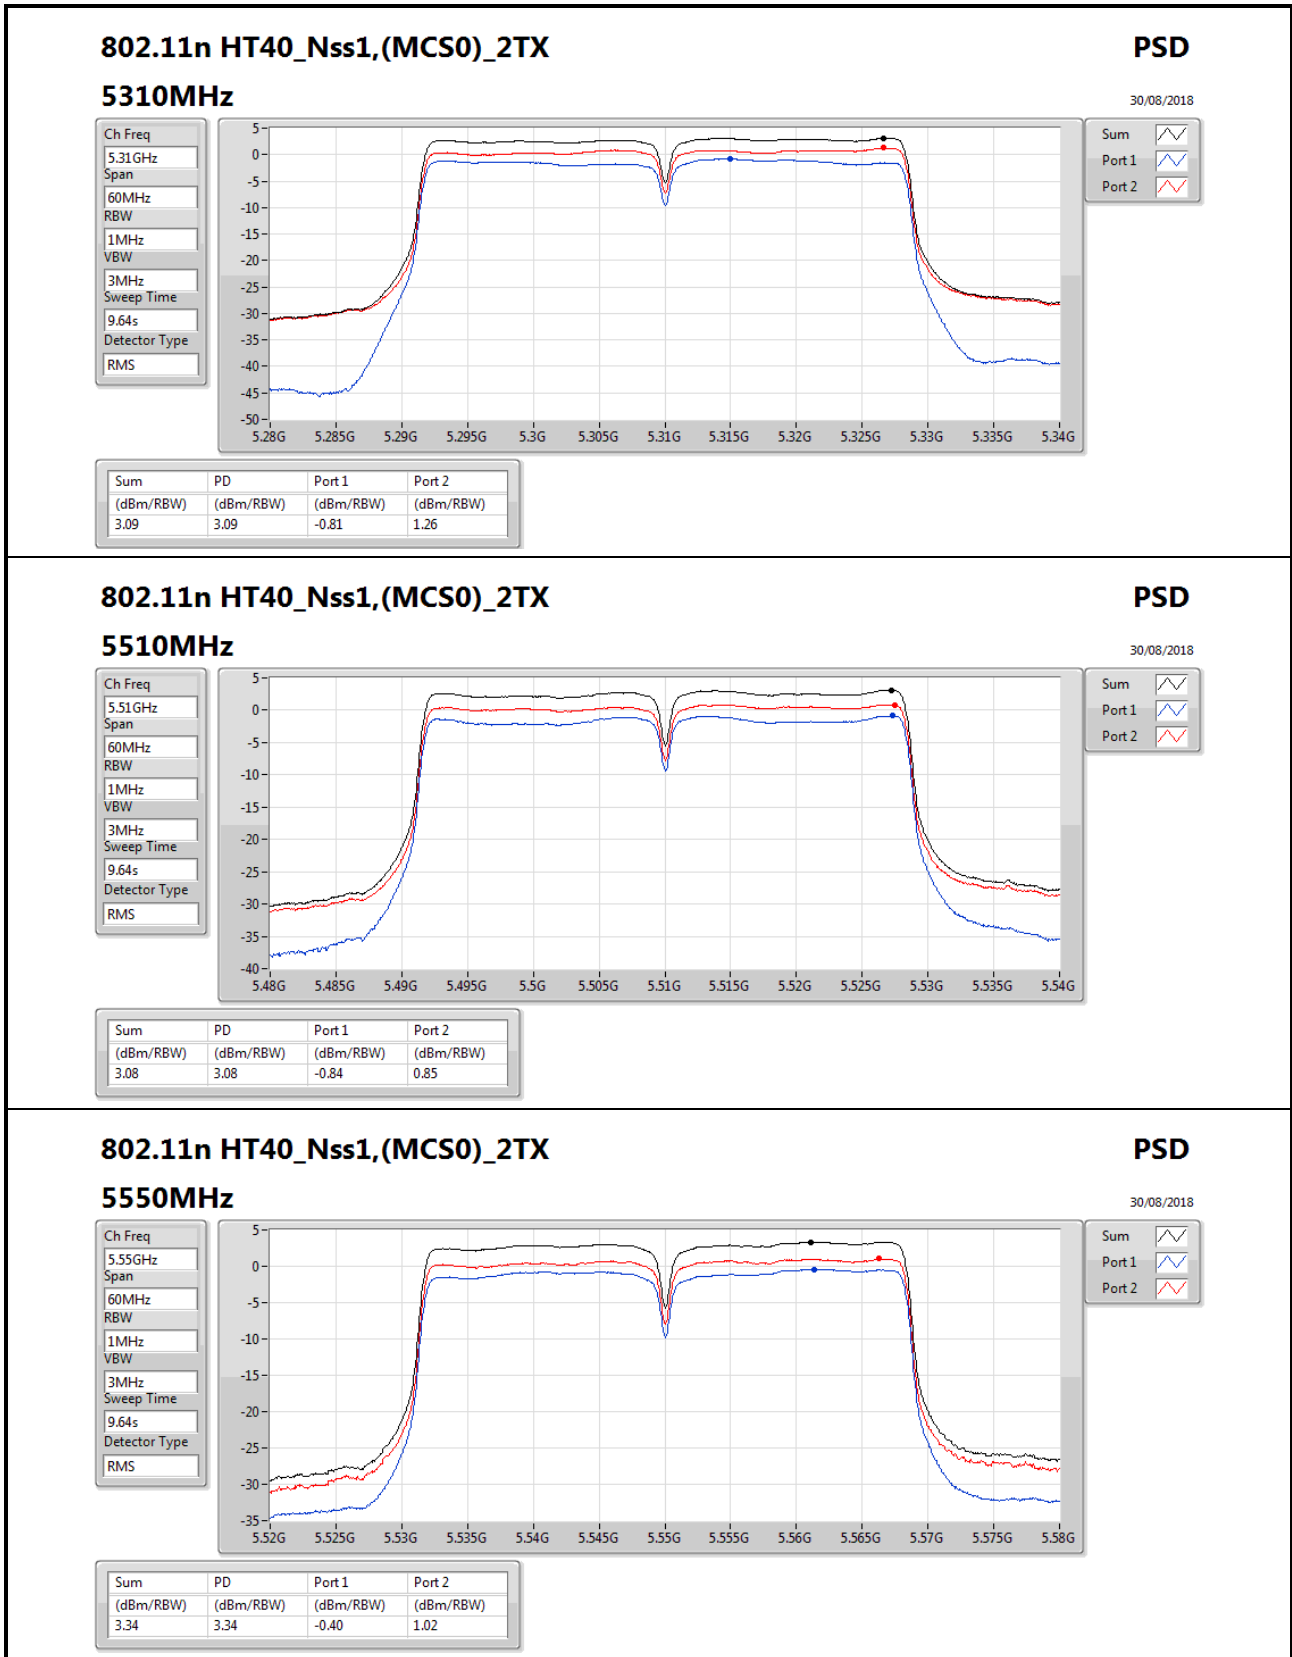 802.11n HT40_Nss1,(MCS0)_2TX PSD
5310MHz 30/08/2018
Ch Freq
5.31GHz
Span
60MHz
RBW
1MHz
VBW
3MHz
Sweep Time
9.64s
Detector Type
RMS
5
0
-5
-10
-15
-20
-25
-30
-35
-40
-45
-50
5.28G 5.285G 5.29G 5.295G 5.3G 5.305G 5.31G 5.315G 5.32G 5.325G 5.33G 5.335G 5.34G
Sum
Port 1
Port 2
Sum PD Port 1 Port 2
(dBm/RBW) (dBm/RBW) (dBm/RBW) (dBm/RBW)
3.09 3.09 -0.81 1.26
802.11n HT40_Nss1,(MCS0)_2TX PSD
5510MHz 30/08/2018
Ch Freq
5.51GHz
Span
60MHz
RBW
1MHz
VBW
3MHz
Sweep Time
9.64s
Detector Type
RMS
5
0
-5
-10
-15
-20
-25
-30
-35
-40
5.48G 5.485G 5.49G 5.495G 5.5G 5.505G 5.51G 5.515G 5.52G 5.525G 5.53G 5.535G 5.54G
Sum
Port 1
Port 2
Sum PD Port 1 Port 2
(dBm/RBW) (dBm/RBW) (dBm/RBW) (dBm/RBW)
3.08 3.08 -0.84 0.85
802.11n HT40_Nss1,(MCS0)_2TX PSD
5550MHz 30/08/2018
Ch Freq
5.55GHz
Span
60MHz
RBW
1MHz
VBW
3MHz
Sweep Time
9.64s
Detector Type
RMS
5
0
-5
-10
-15
-20
-25
-30
-35
5.52G 5.525G 5.53G 5.535G 5.54G 5.545G 5.55G 5.555G 5.56G 5.565G 5.57G 5.575G 5.58G
Sum
Port 1
Port 2
Sum PD Port 1 Port 2
(dBm/RBW) (dBm/RBW) (dBm/RBW) (dBm/RBW)
3.34 3.34 -0.40 1.02